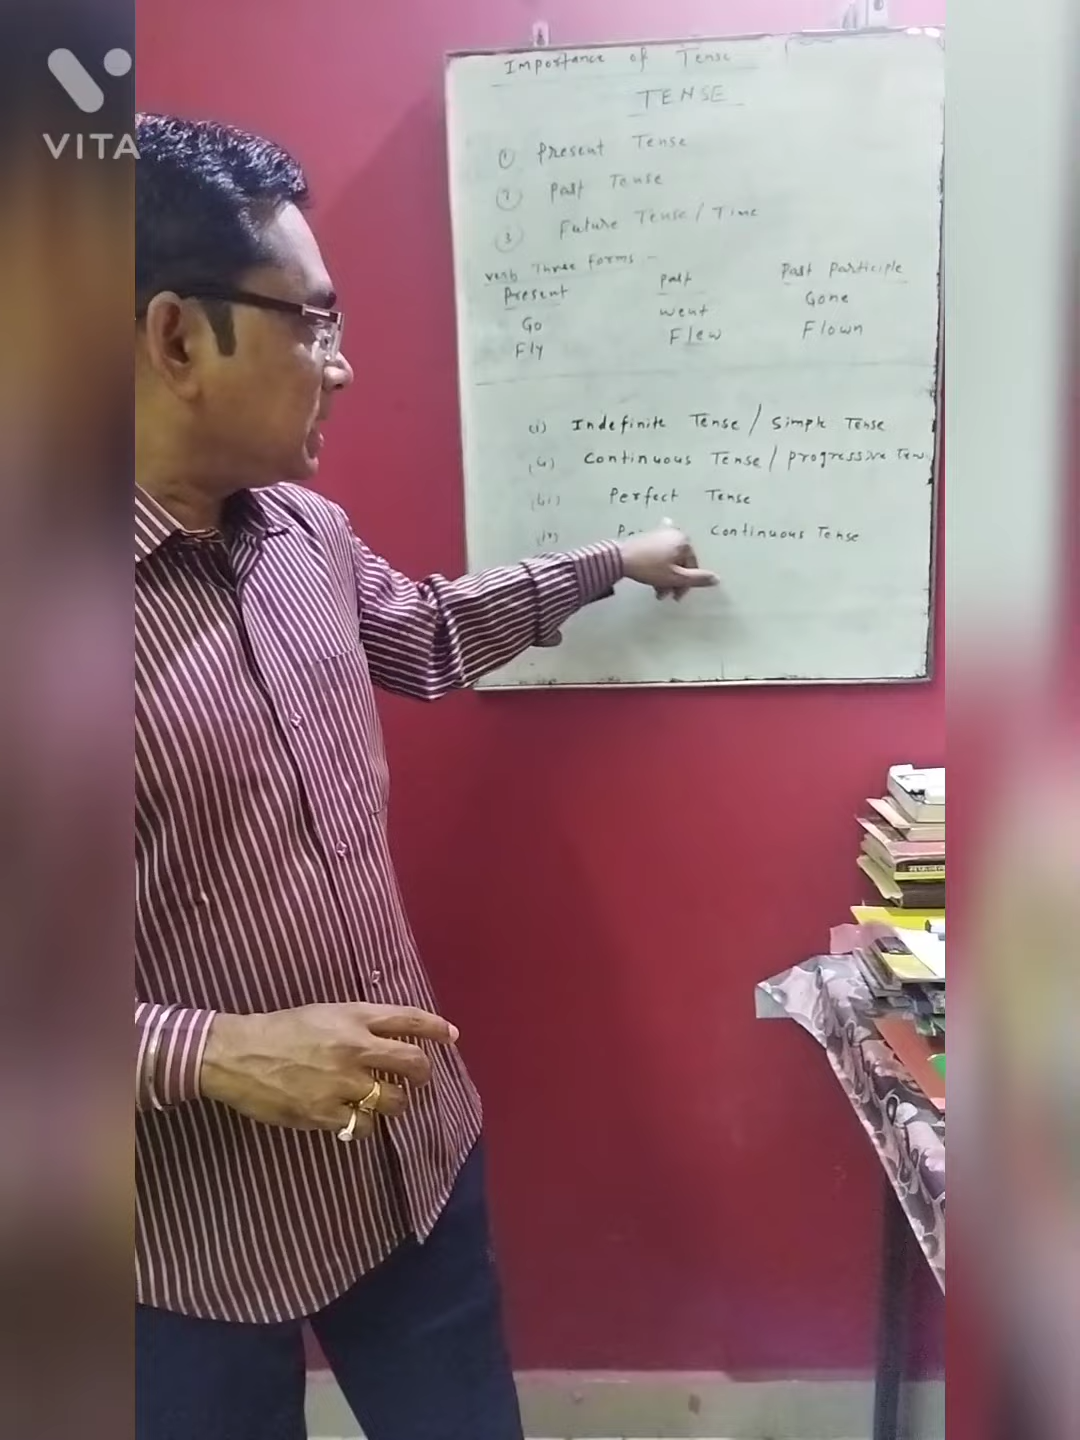 VITA
Importance of Tense
TENSE
① Present Tense
② Past Tense
③ Future Tense/Time
Verb Three Forms -
Present Past Past Participle
Go went Gone
Fly Flew Flown
(i) Indefinite Tense/Simple Tense
(ii) Continuous Tense/progressive Ten
(iii) Perfect Tense
(iv) Continuous Tense